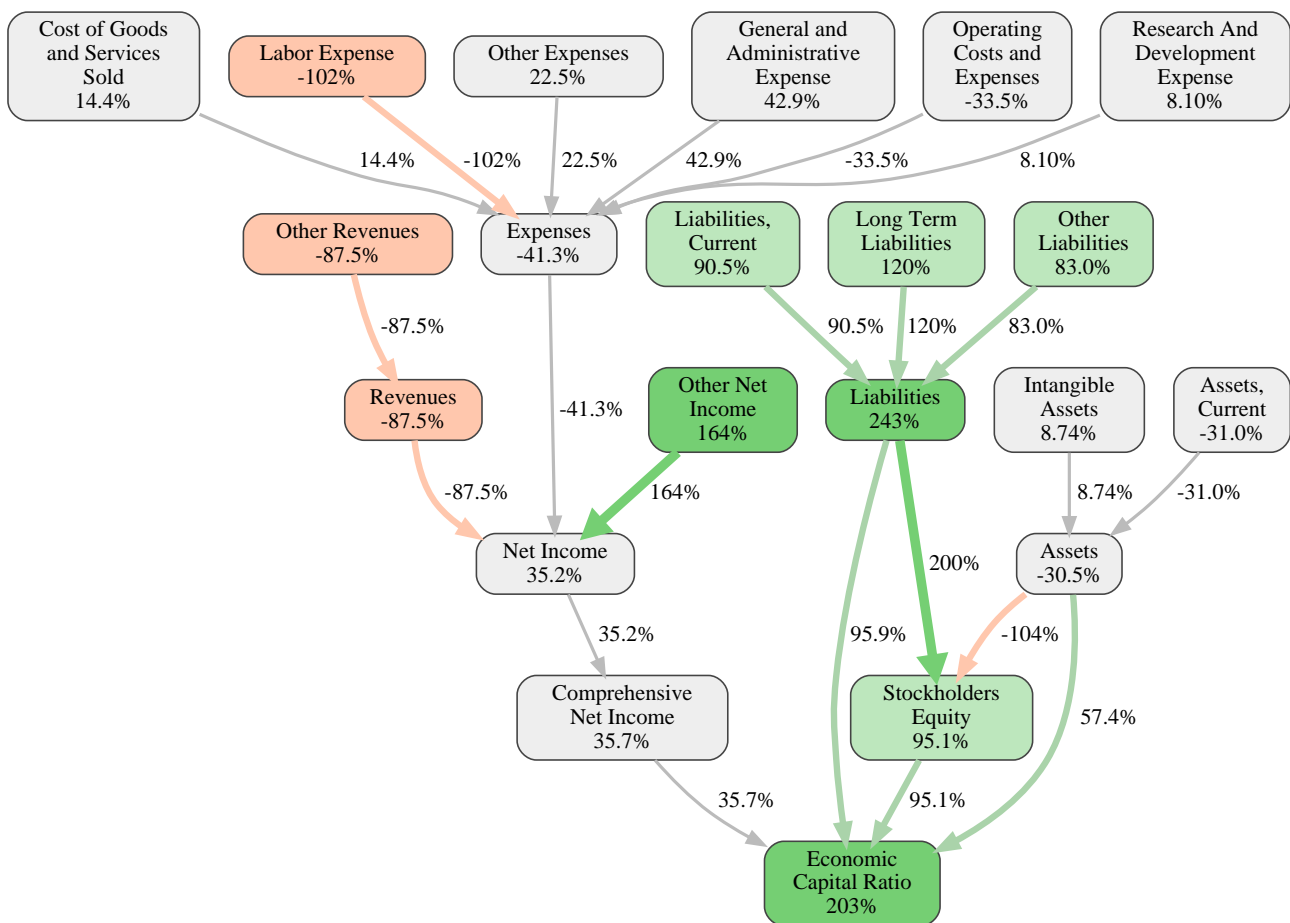 Cost of Goods
and Services
Sold
14.4%
Labor Expense
-102%
Other Expenses
22.5%
General and
Administrative
Expense
42.9%
Operating
Costs and
Expenses
-33.5%
Research And
Development
Expense
8.10%
14.4%
-102%
22.5%
42.9%
-33.5%
8.10%
Other Revenues
-87.5%
Expenses
-41.3%
Liabilities,
Current
90.5%
Long Term
Liabilities
120%
Other
Liabilities
83.0%
-87.5%
90.5%
120%
83.0%
Revenues
-87.5%
-41.3%
Other Net
Income
164%
Liabilities
243%
Intangible
Assets
8.74%
Assets,
Current
-31.0%
-87.5%
164%
8.74%
-31.0%
Net Income
35.2%
200%
Assets
-30.5%
35.2%
95.9%
-104%
Comprehensive
Net Income
35.7%
Stockholders
Equity
95.1%
57.4%
35.7%
95.1%
Economic
Capital Ratio
203%